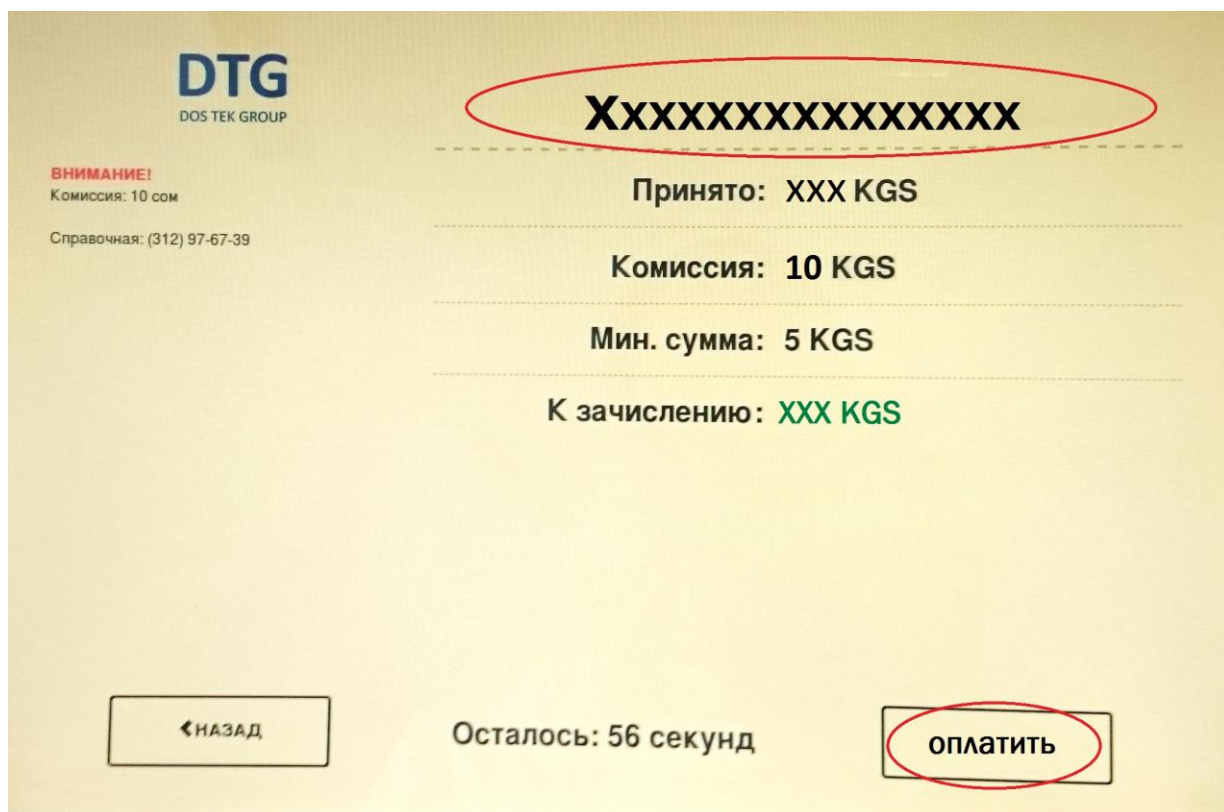 DTG
DOS TEK GROUP
ВНИМАНИЕ!
Комиссия: 10 сом
Справочная: (312) 97-67-39
Xxxxxxxxxxxxxxxx
Принято: XXX KGS
Комиссия: 10 KGS
Мин. сумма: 5 KGS
К зачислению: XXX KGS
НАЗАД
Осталось: 56 секунд
ОПЛАТИТЬ